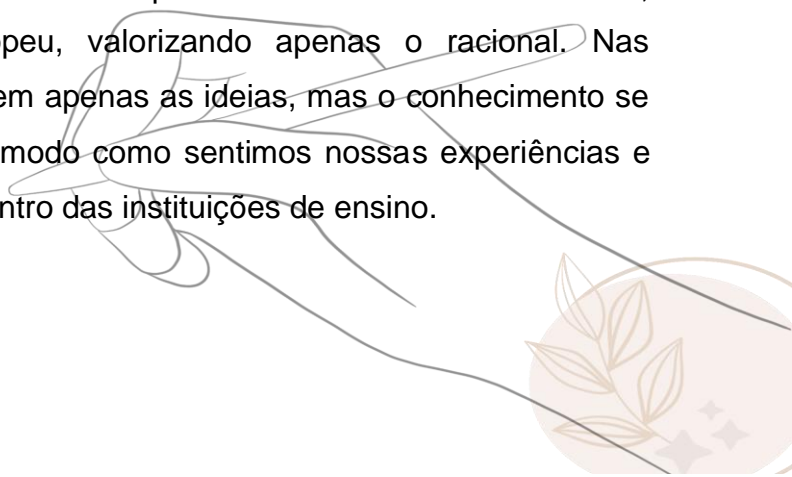 opeu, valorizando apenas o racional. Nas
em apenas as ideias, mas o conhecimento se
modo como sentimos nossas experiências e
ntro das instituições de ensino.